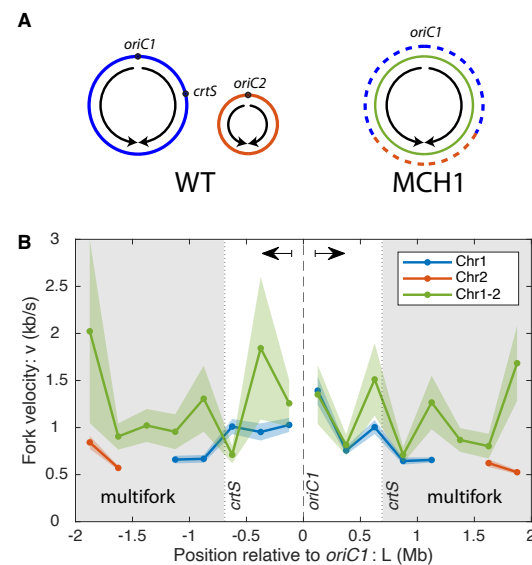 A
oriC1
crtS
oriC2
WT
oriC1
MCH1
B
Fork velocity: v (kb/s)
3
2.5
2
1.5
1
0.5
0
Chr1
Chr2
Chr1-2
multifork
crtS
oriC1
crtS
multifork
-2
-1.5
-1
-0.5
0
0.5
1
1.5
2
Position relative to oriC1: L (Mb)